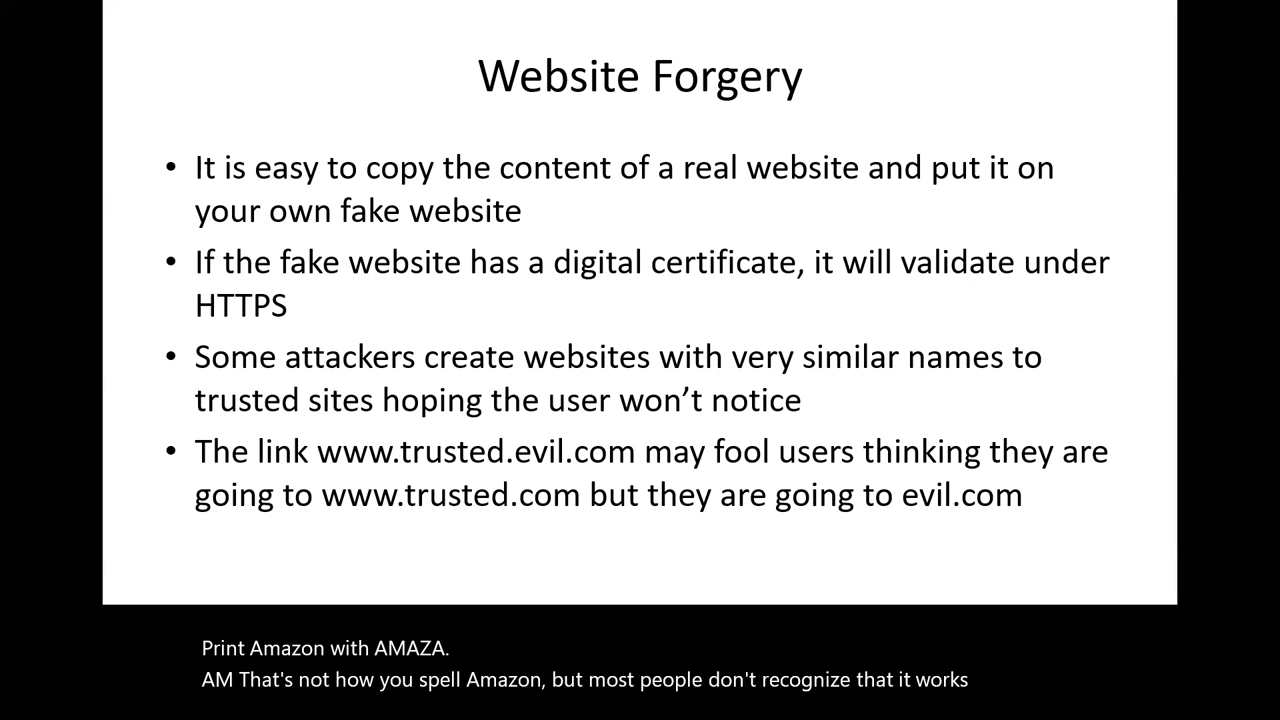 Website Forgery
• It is easy to copy the content of a real website and put it on
your own fake website
• If the fake website has a digital certificate, it will validate under
HTTPS
• Some attackers create websites with very similar names to
trusted sites hoping the user won’t notice
• The link www.trusted.evil.com may fool users thinking they are
going to www.trusted.com but they are going to evil.com
Print Amazon with AMAZA.
AM That's not how you spell Amazon, but most people don't recognize that it works